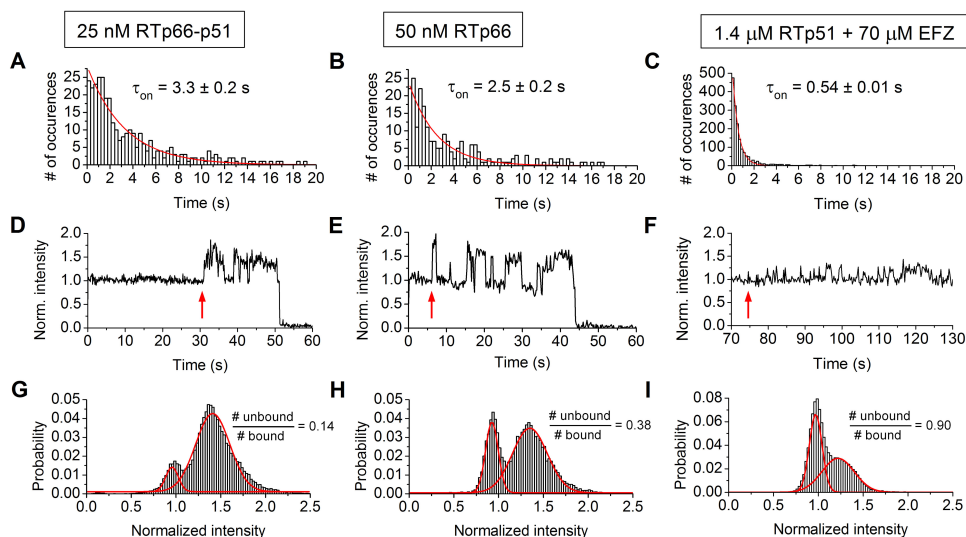 25 nM RTp66-p51
50 nM RTp66
1.4 μM RTp51 + 70 μM EFZ
A
τon = 3.3 ± 0.2 s
# of occurences
25
20
15
10
5
0
0 2 4 6 8 10 12 14 16 18 20
Time (s)
B
τon = 2.5 ± 0.2 s
# of occurences
25
20
15
10
5
0
0 2 4 6 8 10 12 14 16 18 20
Time (s)
C
τon = 0.54 ± 0.01 s
# of occurences
500
400
300
200
100
0
0 2 4 6 8 10 12 14 16 18 20
Time (s)
D
Norm. intensity
2.0
1.5
1.0
0.5
0.0
0 10 20 30 40 50 60
Time (s)
E
Norm. intensity
2.0
1.5
1.0
0.5
0.0
0 10 20 30 40 50 60
Time (s)
F
Norm. intensity
2.0
1.5
1.0
0.5
0.0
70 80 90 100 110 120 130
Time (s)
G
# unbound
# bound
= 0.14
Probability
0.05
0.04
0.03
0.02
0.01
0.00
0.0 0.5 1.0 1.5 2.0 2.5
Normalized intensity
H
# unbound
# bound
= 0.38
Probability
0.05
0.04
0.03
0.02
0.01
0.00
0.0 0.5 1.0 1.5 2.0 2.5
Normalized intensity
I
# unbound
# bound
= 0.90
Probability
0.08
0.06
0.04
0.02
0.00
0.0 0.5 1.0 1.5 2.0 2.5
Normalized intensity